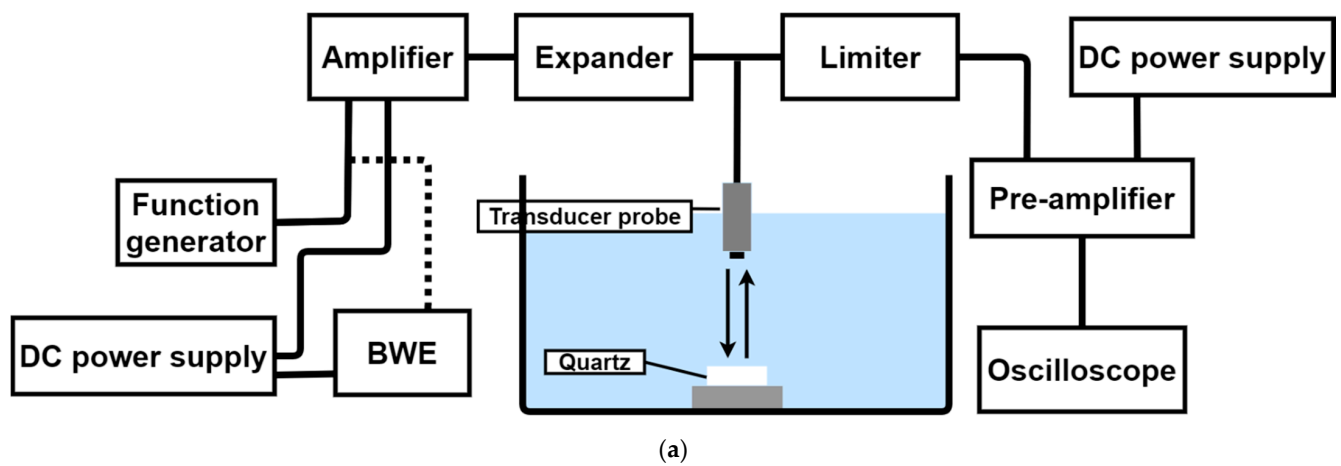 Amplifier
Expander
Limiter
DC power supply
Function
generator
Transducer probe
Pre-amplifier
DC power supply
BWE
Quartz
Oscilloscope
(a)